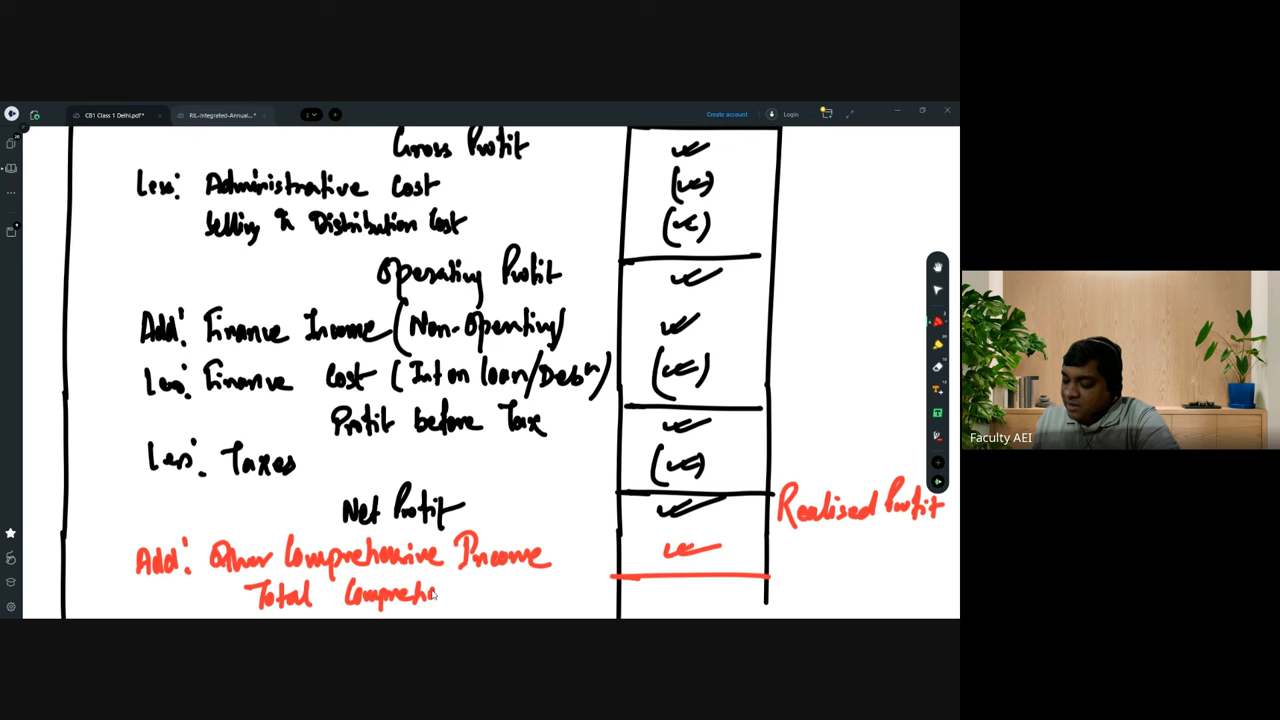 CB1 Class 1 Delhi.pdf*
RIL-Integrated-Annual...*
2
Create account
Login
Gross Profit
Less: Administrative Cost
Selling & Distribution Cost
Operating Profit
Add: Finance Income (Non-Operating)
Less: Finance Cost (Int on loan/Debn)
Profit before Tax
Less: Taxes
Net Profit
Realised Profit
Add: Other Comprehensive Income
Total Compreh
Faculty AEI